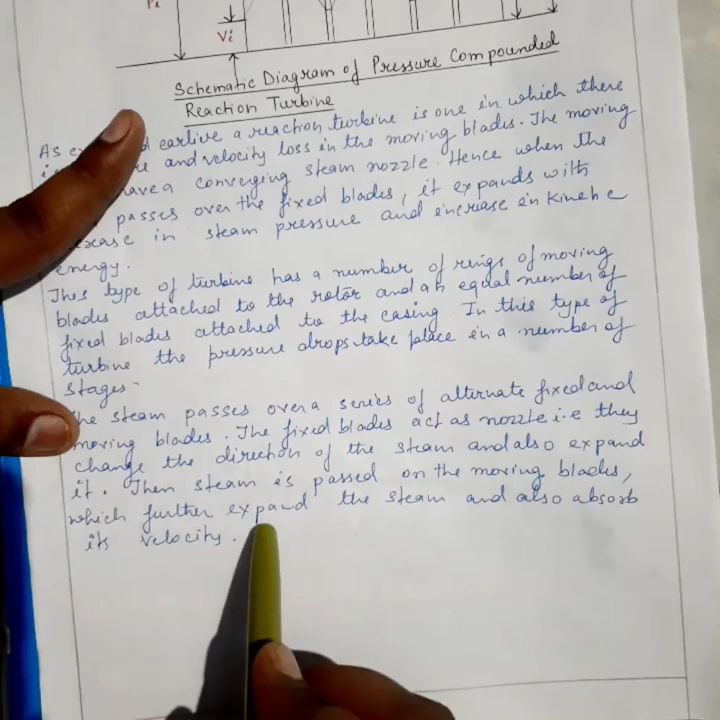 Vi
Schematic Diagram of Pressure Compounded
Reaction Turbine
As earlive a reaction turbine is one in which there
is and velocity loss in the moving blades. The moving
have a converging steam nozzle. Hence when the
passes over the fixed blades, it expands with
in steam pressure and increase in Kinetic
energy.
This type of turbine has a number of rings of moving
blades attached to the rotor and an equal number of
fixed blades attached to the casing. In this type of
turbine the pressure drops take place in a number of
stages.
The steam passes over a series of alternate fixed and
moving blades. The fixed blades act as nozzle i.e they
change the direction of the steam and also expand
it. Then steam is passed on the moving blades,
which further expand the steam and also absorb
its velocity.